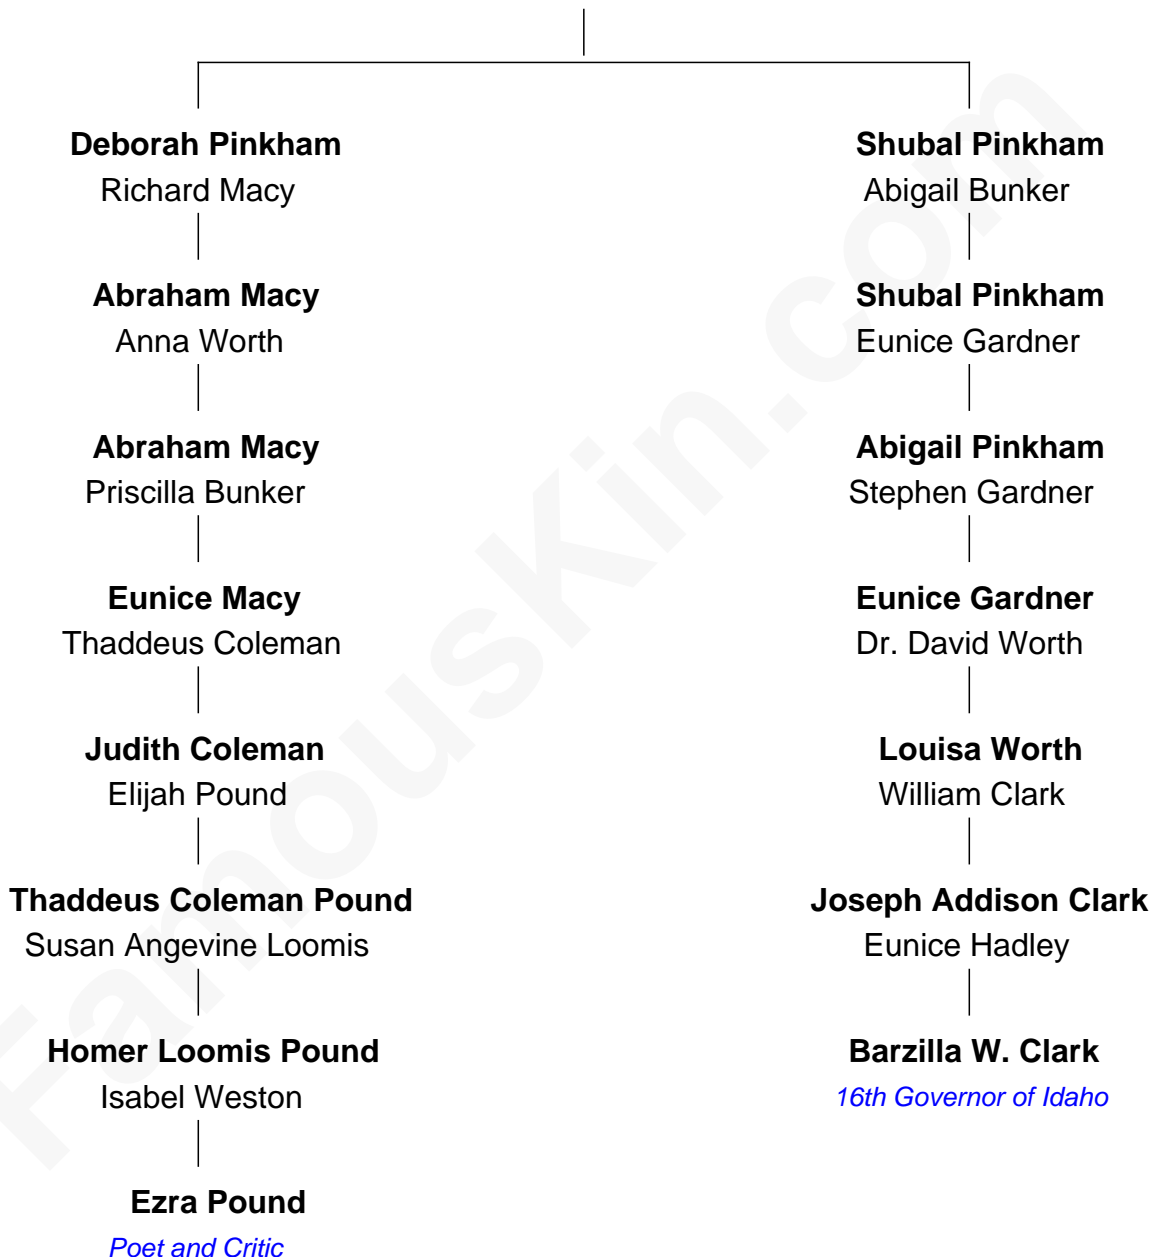 Deborah Pinkham
Richard Macy
Abraham Macy
Anna Worth
Abraham Macy
Priscilla Bunker
Eunice Macy
Thaddeus Coleman
Judith Coleman
Elijah Pound
Thaddeus Coleman Pound
Susan Angevine Loomis
Homer Loomis Pound
Isabel Weston
Ezra Pound
Poet and Critic
Shubal Pinkham
Abigail Bunker
Shubal Pinkham
Eunice Gardner
Abigail Pinkham
Stephen Gardner
Eunice Gardner
Dr. David Worth
Louisa Worth
William Clark
Joseph Addison Clark
Eunice Hadley
Barzilla W. Clark
16th Governor of Idaho
FamousKin.com